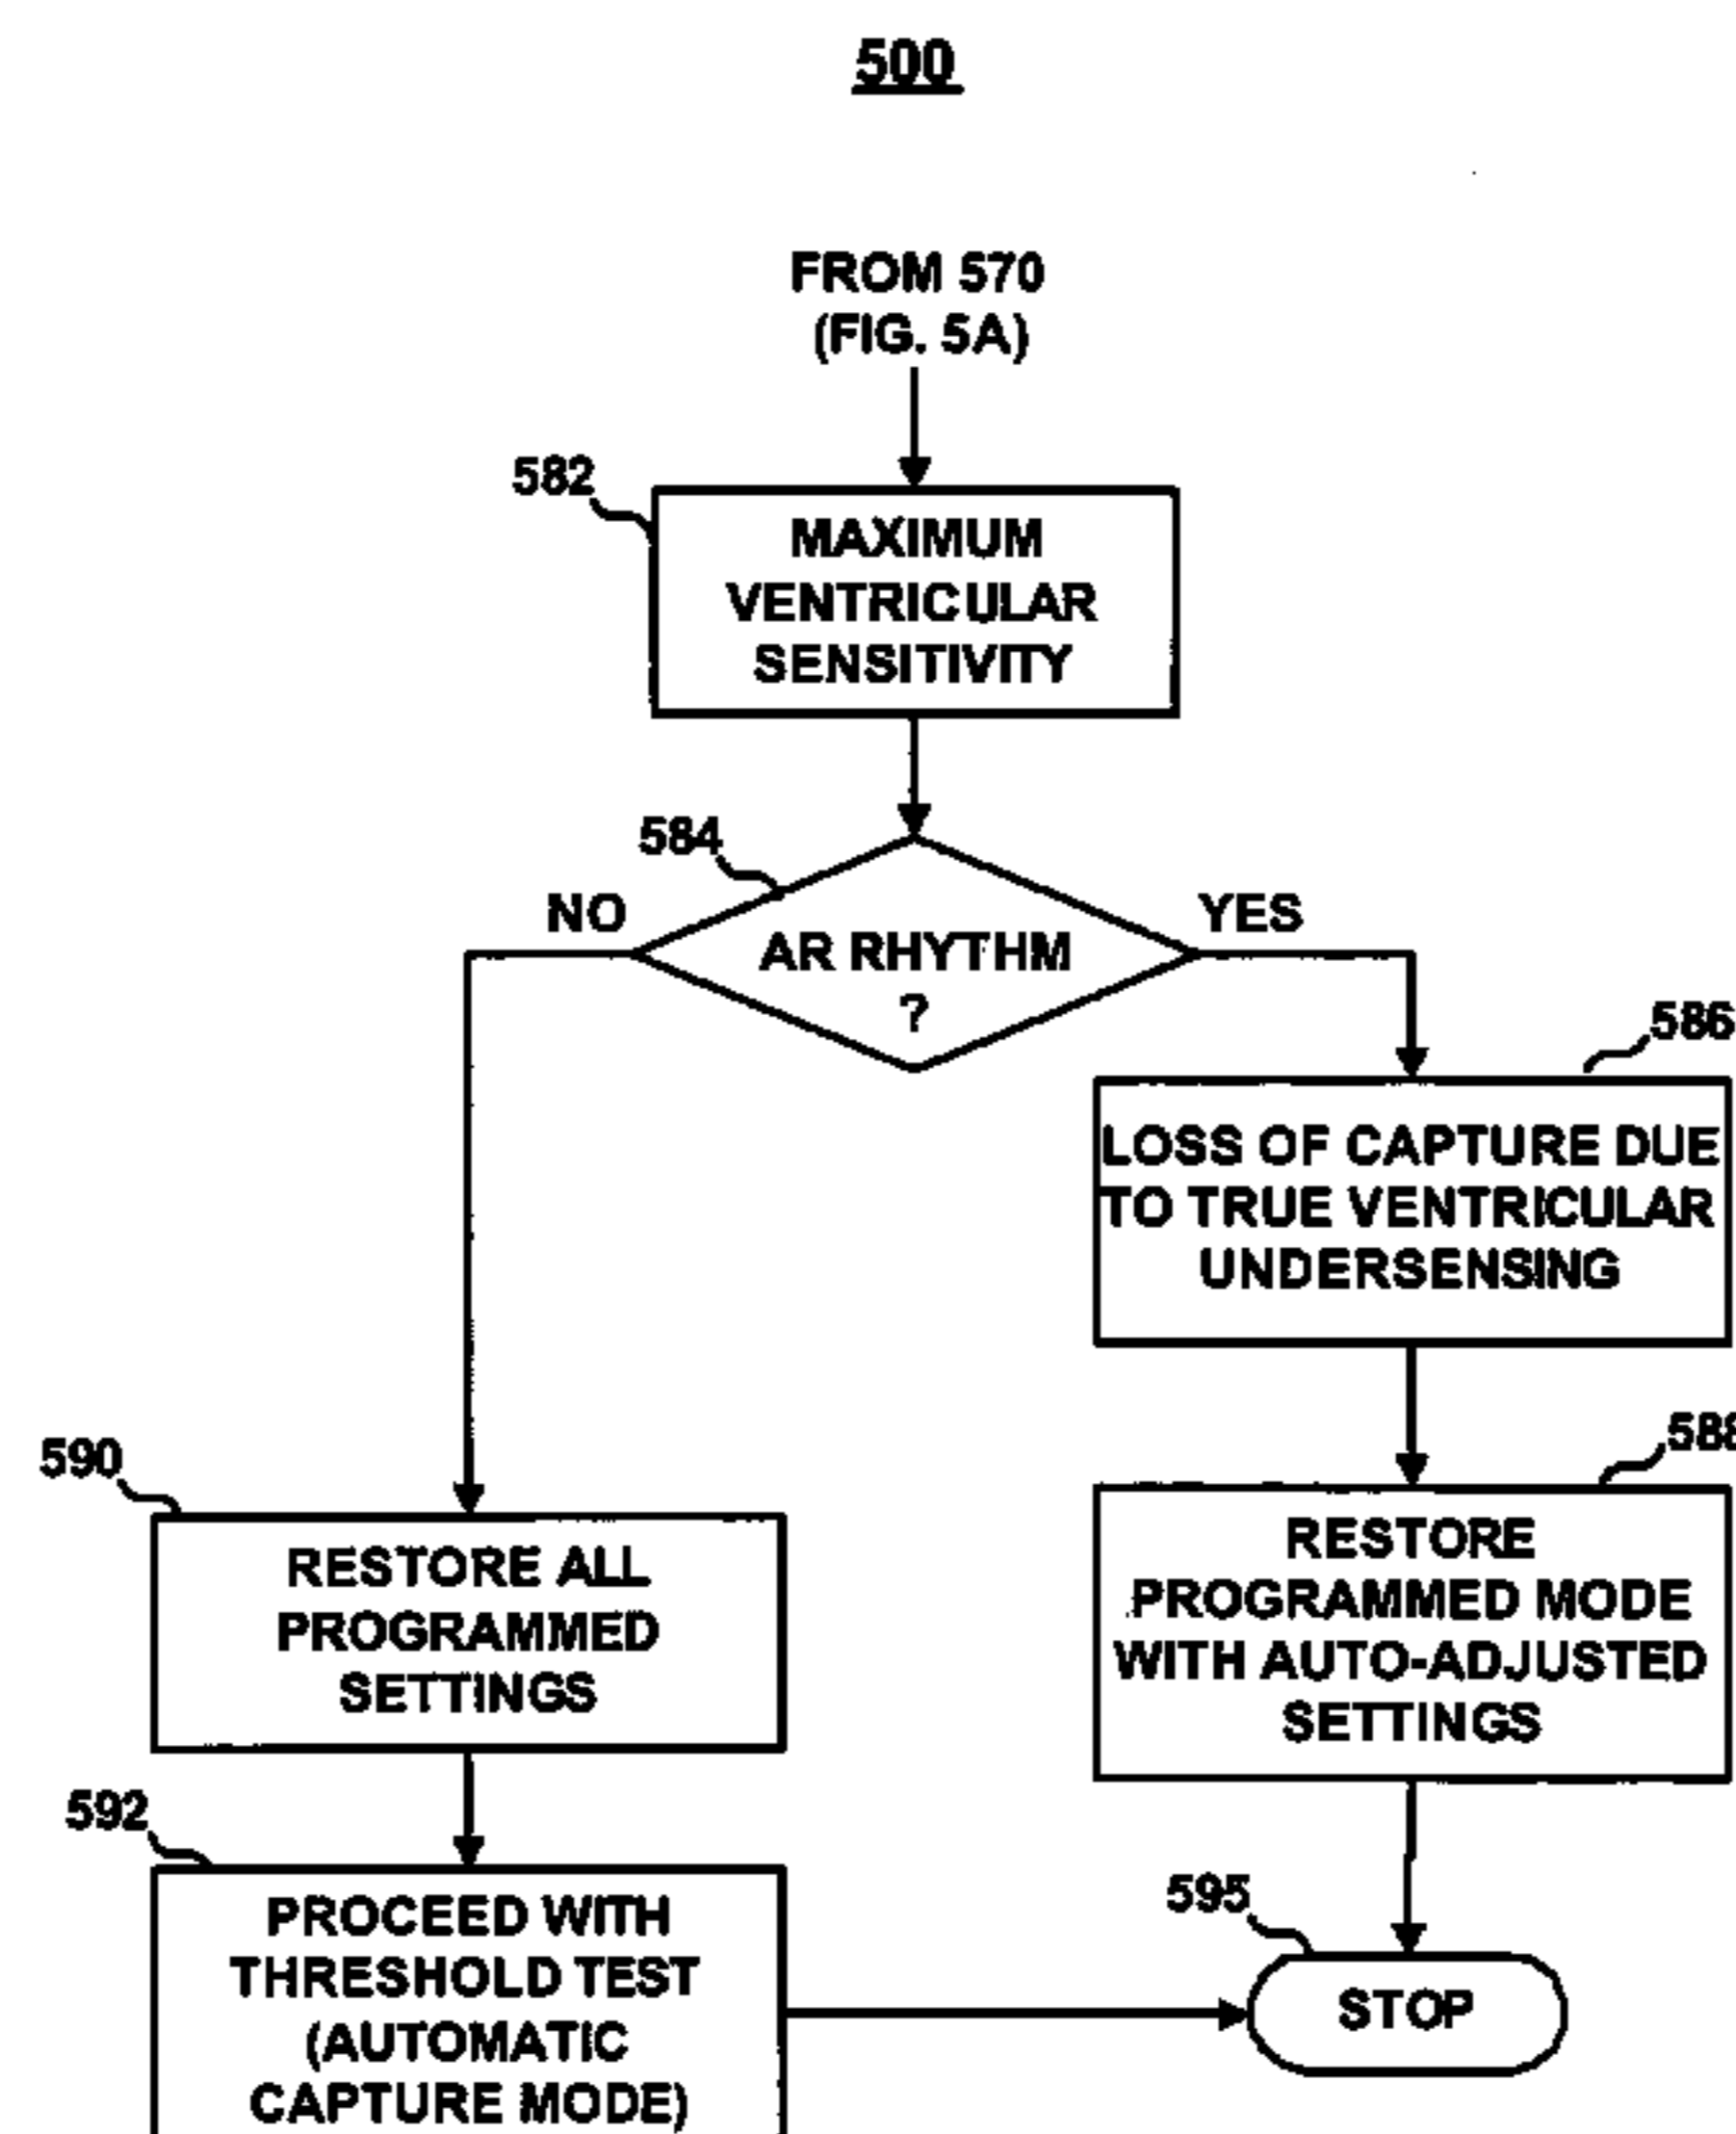 500
FROM 570
(FIG. 5A)
582
MAXIMUM
VENTRICULAR
SENSITIVITY
584
NO
YES
AR RHYTHM
?
586
LOSS OF CAPTURE DUE
TO TRUE VENTRICULAR
UNDERSENSING
588
RESTORE
PROGRAMMED MODE
WITH AUTO-ADJUSTED
SETTINGS
590
RESTORE ALL
PROGRAMMED
SETTINGS
592
PROCEED WITH
THRESHOLD TEST
(AUTOMATIC
CAPTURE MODE)
595
STOP